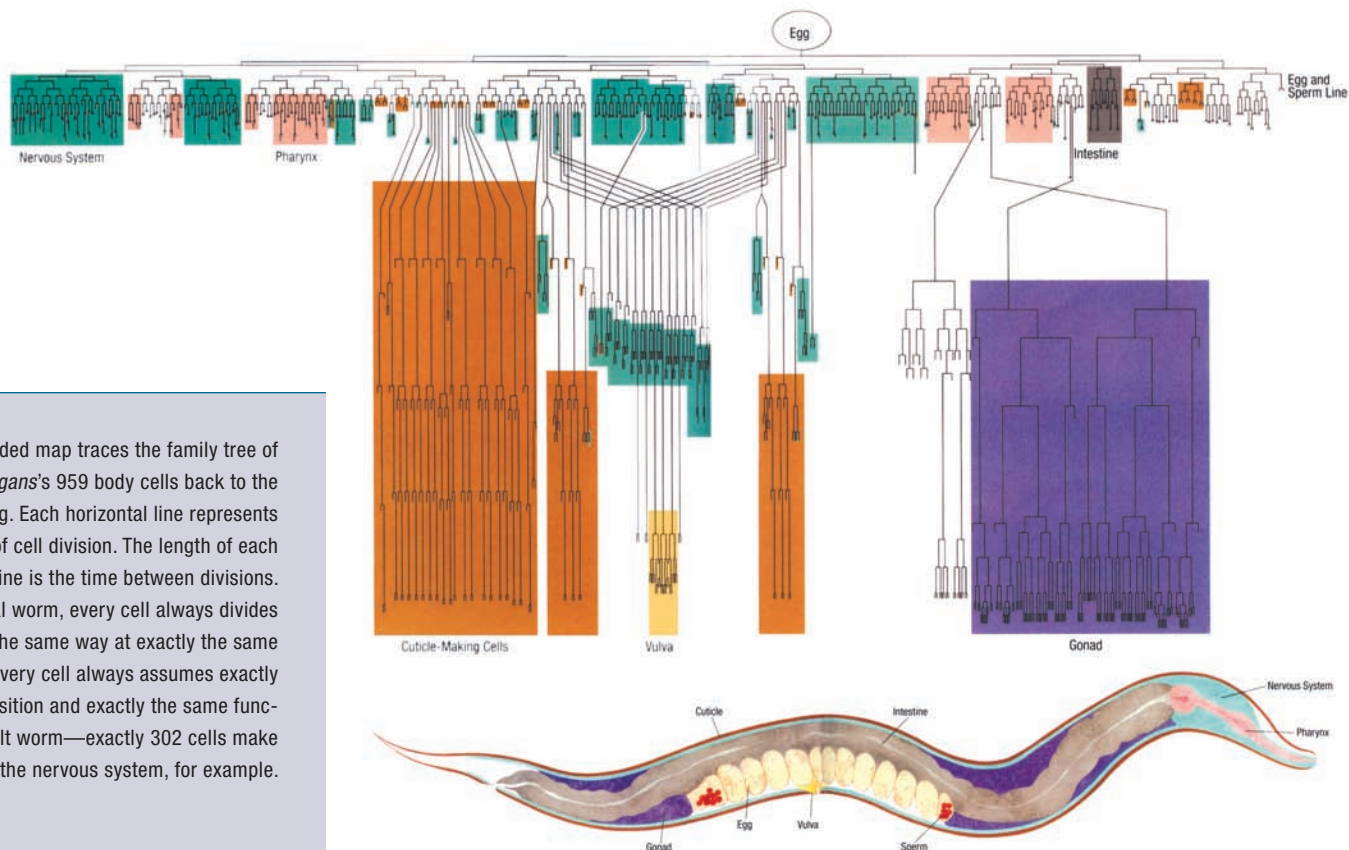 Egg
Egg and
Sperm Line
Nervous System
Pharynx
Intestine
ded map traces the family tree of
gans's 959 body cells back to the
g. Each horizontal line represents
of cell division. The length of each
ine is the time between divisions.
al worm, every cell always divides
he same way at exactly the same
very cell always assumes exactly
sition and exactly the same func-
lt worm—exactly 302 cells make
the nervous system, for example.
Cuticle-Making Cells
Vulva
Gonad
Cuticle
Intestine
Nervous System
Pharynx
Egg
Vulva
Sperm
Gonad